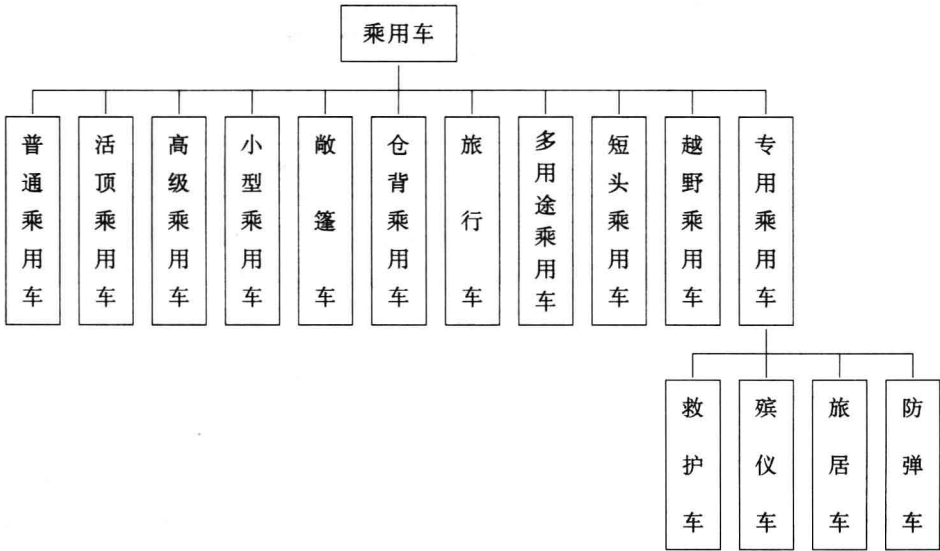 乘用车
普通乘用车
活顶乘用车
高级乘用车
小型乘用车
敞篷车
仓背乘用车
旅行车
多用途乘用车
短头乘用车
越野乘用车
专用乘用车
救护车
殡仪车
旅居车
防弹车